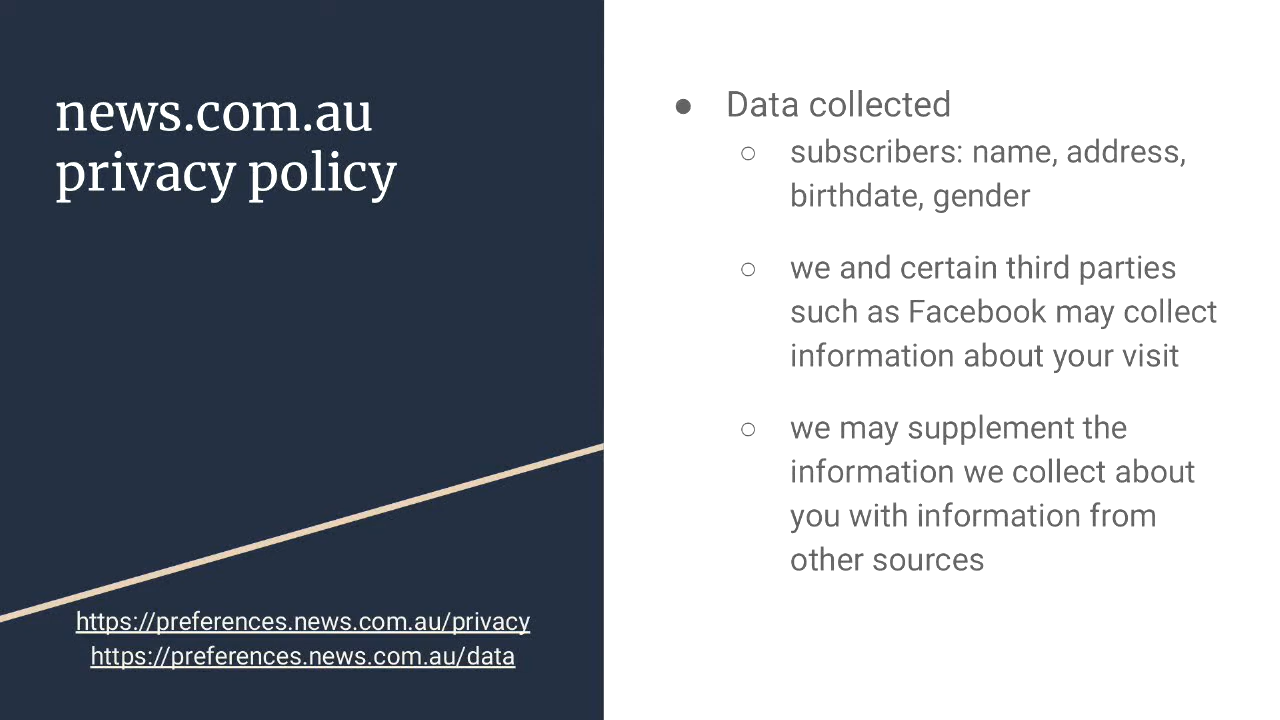 news.com.au
privacy policy
https://preferences.news.com.au/privacy
https://preferences.news.com.au/data
● Data collected
○ subscribers: name, address,
birthdate, gender
○ we and certain third parties
such as Facebook may collect
information about your visit
○ we may supplement the
information we collect about
you with information from
other sources